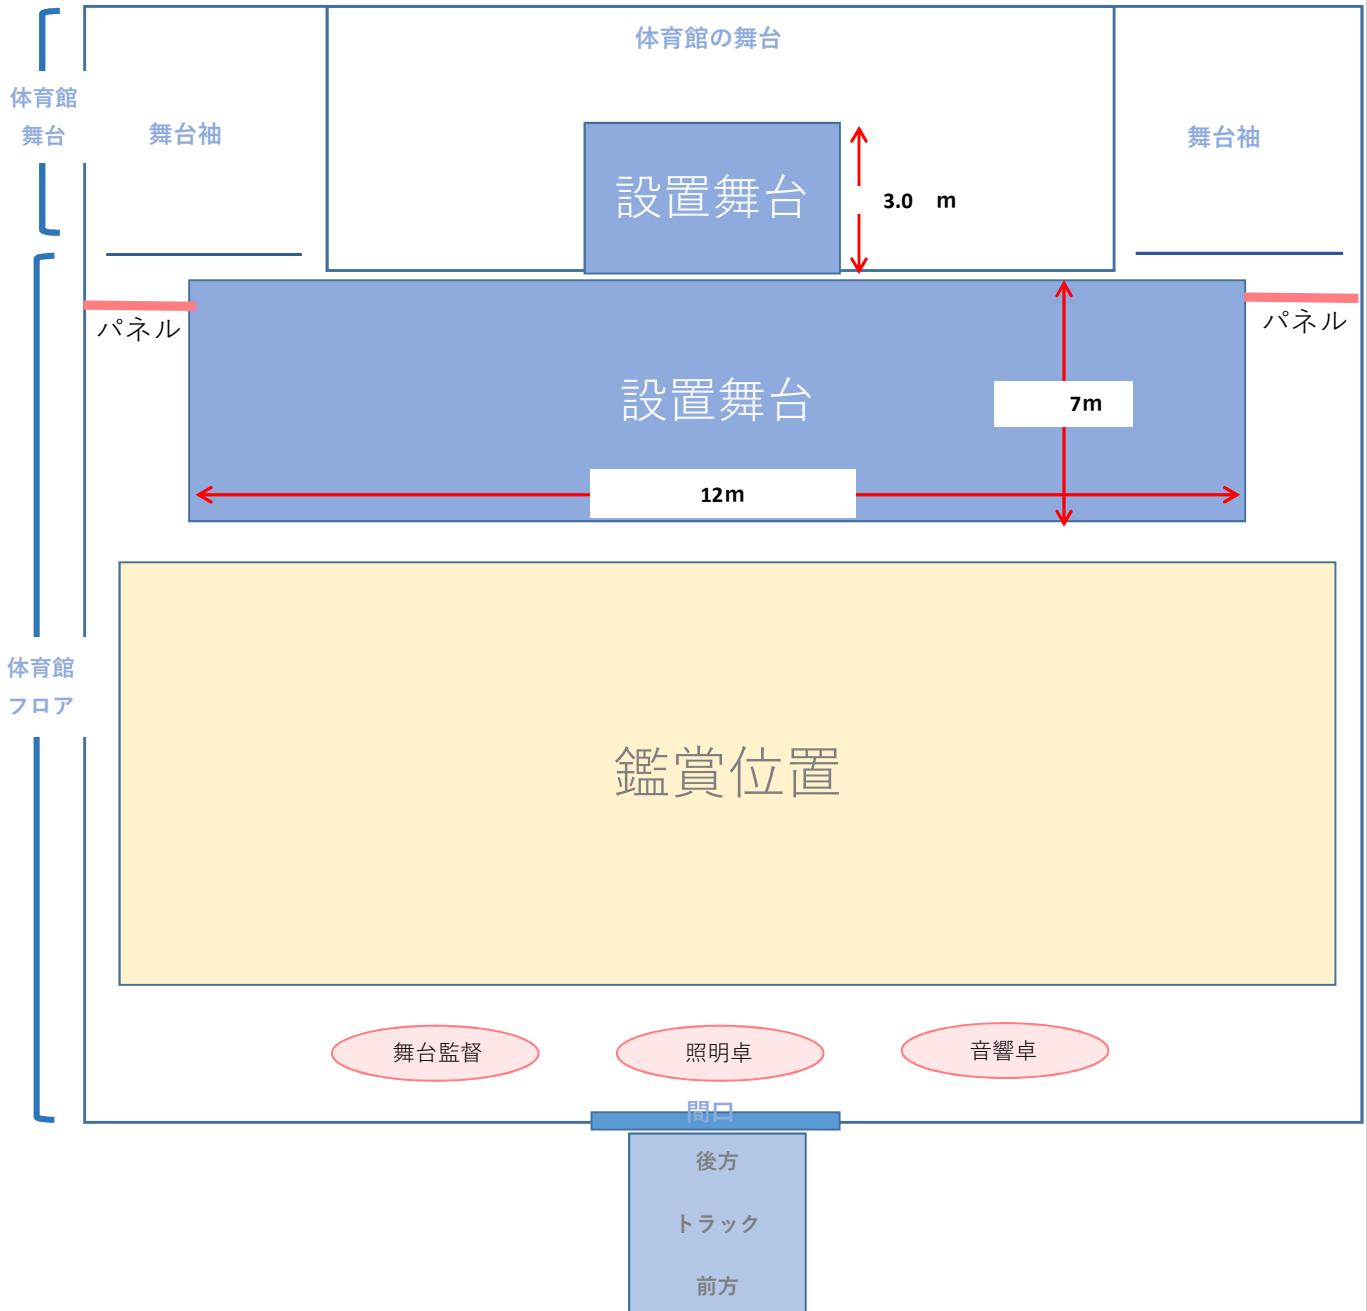 体育館の舞台
体育館
舞台
舞台袖
舞台袖
設置舞台
3.0 m
パネル
パネル
設置舞台
7m
12m
体育館
フロア
鑑賞位置
舞台監督
照明卓
音響卓
間口
後方
トラック
前方